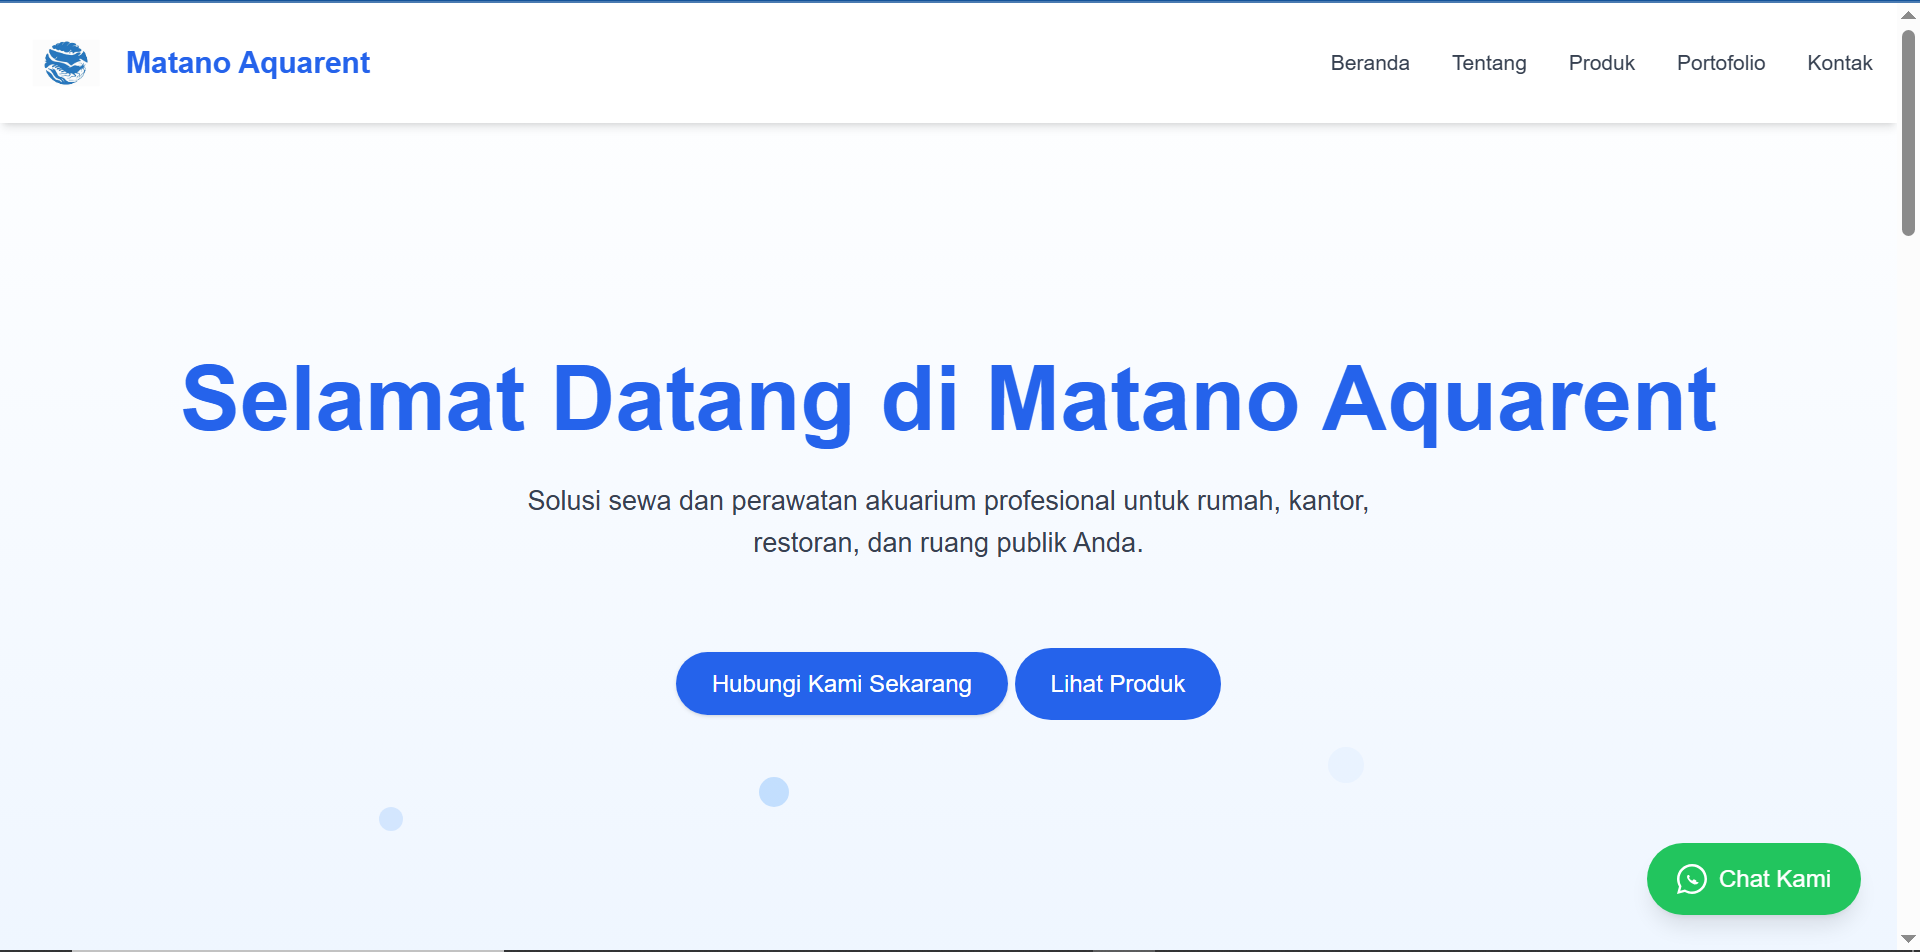 Matano Aquarent
Beranda
Tentang
Produk
Portofolio
Kontak
Selamat Datang di Matano Aquarent
Solusi sewa dan perawatan akuarium profesional untuk rumah, kantor,
restoran, dan ruang publik Anda.
Hubungi Kami Sekarang
Lihat Produk
Chat Kami